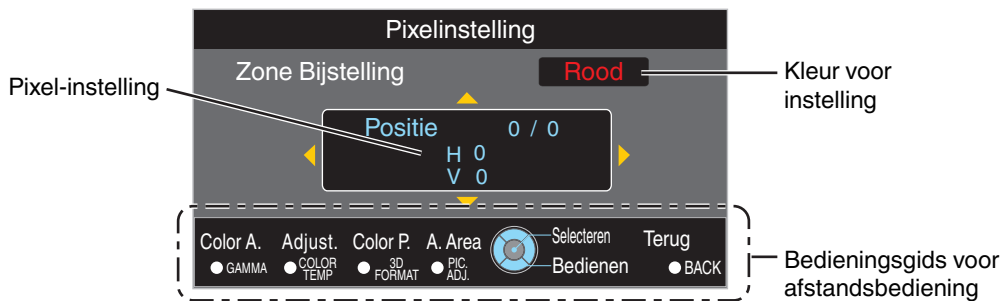 Pixelinstelling
Zone Bijstelling Rood
Kleur voor
instelling
Pixel-instelling
Positie 0 / 0
H 0
V 0
Color A. Adjust. Color P. A. Area Selecteren Terug
GAMMA COLOR TEMP 3D FORMAT PIC. ADJ. Bedienen BACK
Bedieningsgids voor
afstandsbediening